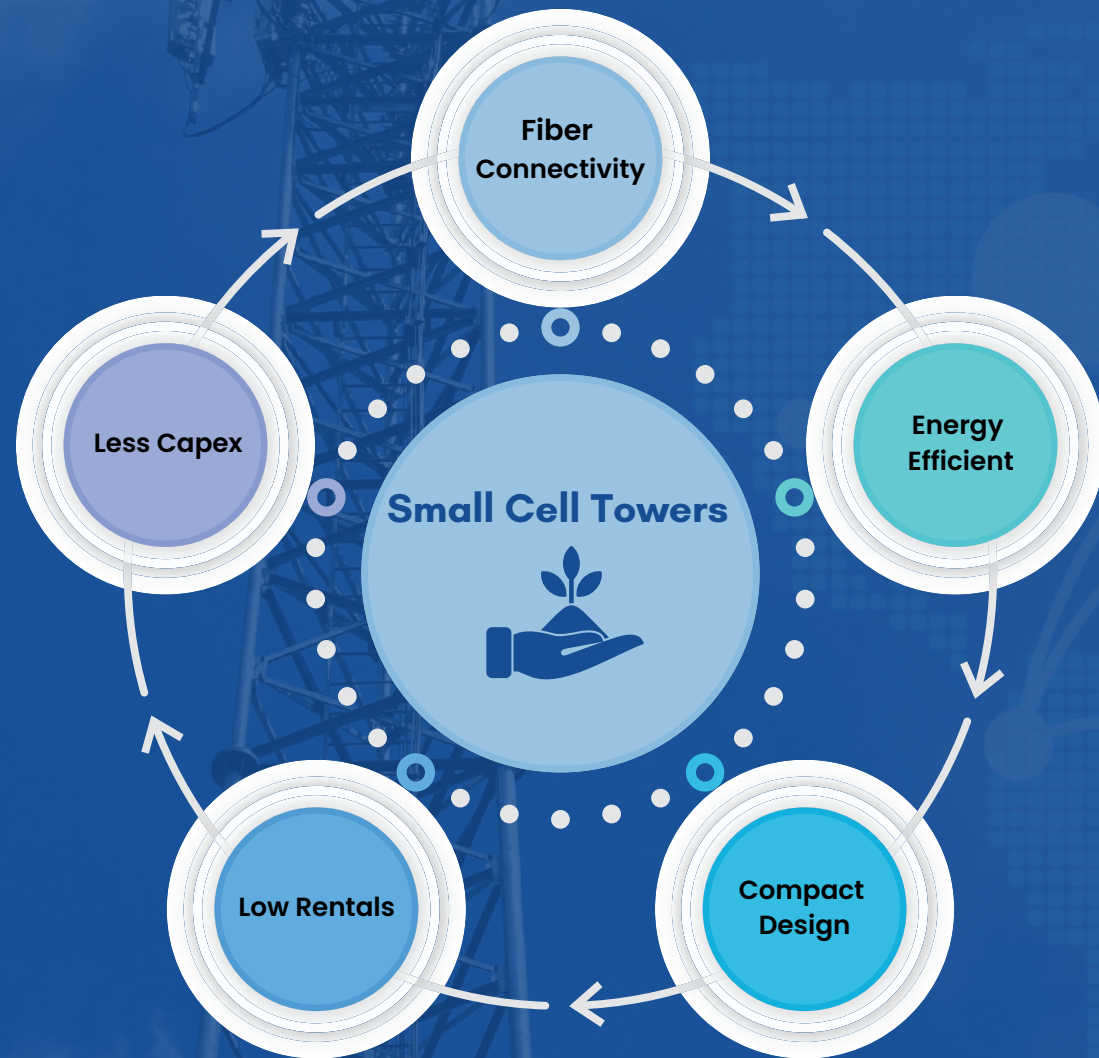 Fiber
Connectivity
Energy
Efficient
Compact
Design
Low Rentals
Less Capex
Small Cell Towers